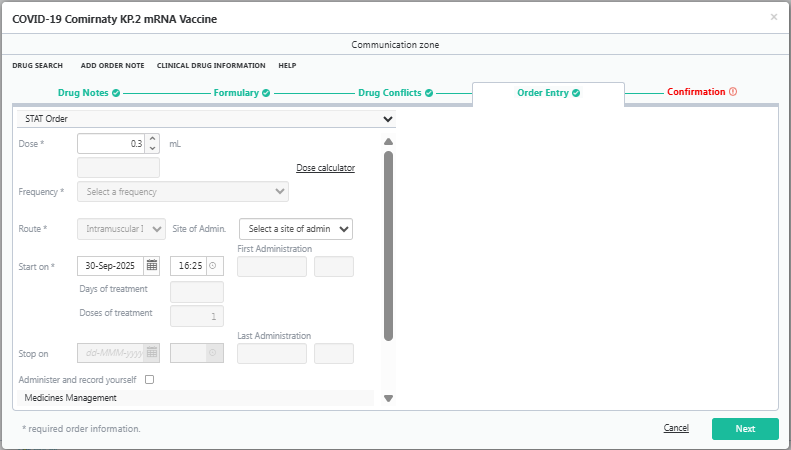 COVID-19 Comirnaty KP.2 mRNA Vaccine ×
Communication zone
DRUG SEARCH ADD ORDER NOTE CLINICAL DRUG INFORMATION HELP
Drug Notes Formulary Drug Conflicts Order Entry Confirmation
STAT Order
Dose * 0.3 mL
Dose calculator
Frequency * Select a frequency
Route * Intramuscular I Site of Admin. Select a site of admin
First Administration
Start on * 30-Sep-2025 16:25
Days of treatment
Doses of treatment 1
Last Administration
Stop on dd-MMM-yyyy
Administer and record yourself
Medicines Management
* required order information. Cancel Next